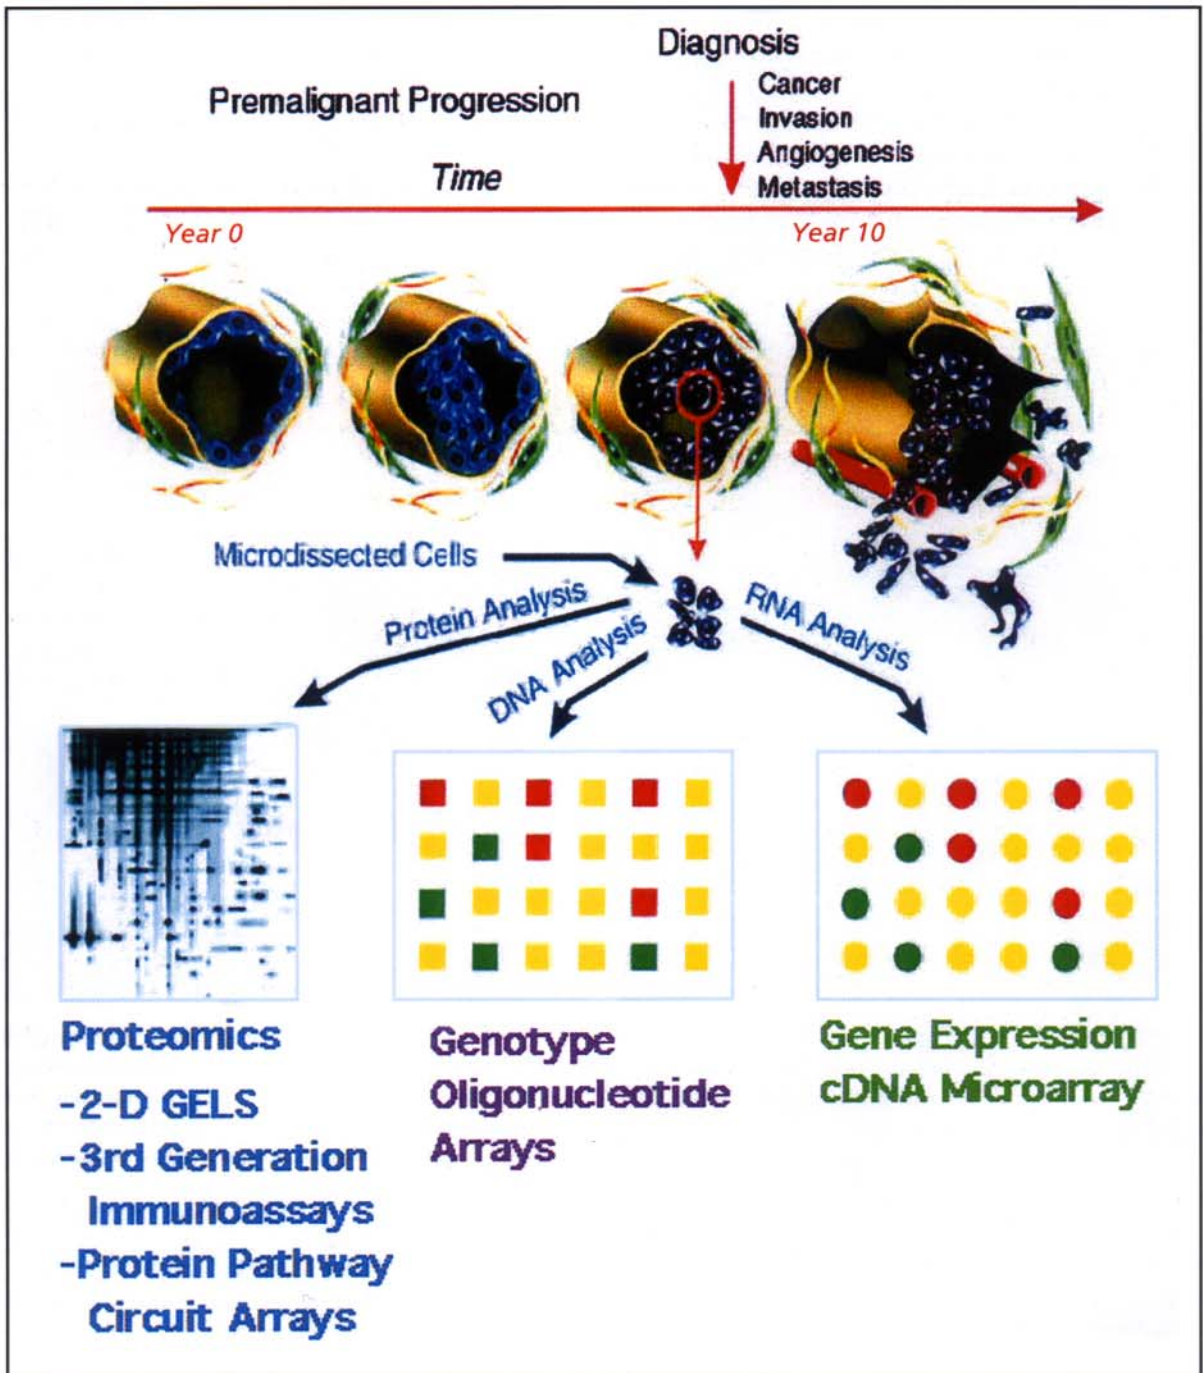 Diagnosis
Premalignant Progression
Cancer
Invasion
Angiogenesis
Metastasis
Time
Year 0
Year 10
Microdissected Cells
Protein Analysis
DNA Analysis
RNA Analysis
Proteomics
-2-D GELS
-3rd Generation
Immunoassays
-Protein Pathway
Circuit Arrays
Genotype
Oligonucleotide
Arrays
Gene Expression
cDNA Microarray